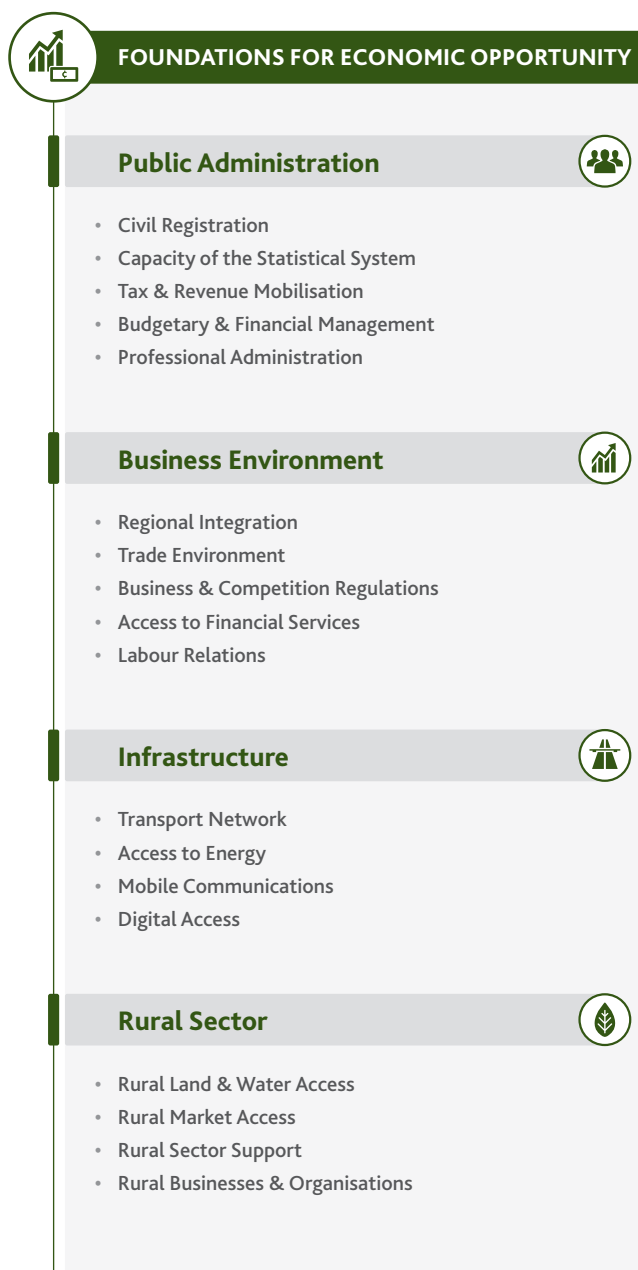 FOUNDATIONS FOR ECONOMIC OPPORTUNITY
Public Administration
• Civil Registration
• Capacity of the Statistical System
• Tax & Revenue Mobilisation
• Budgetary & Financial Management
• Professional Administration
Business Environment
• Regional Integration
• Trade Environment
• Business & Competition Regulations
• Access to Financial Services
• Labour Relations
Infrastructure
• Transport Network
• Access to Energy
• Mobile Communications
• Digital Access
Rural Sector
• Rural Land & Water Access
• Rural Market Access
• Rural Sector Support
• Rural Businesses & Organisations